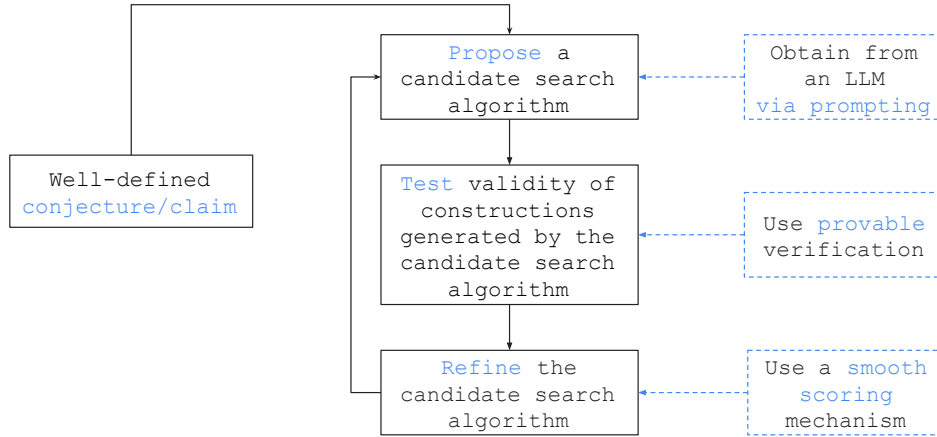 Propose a
candidate search
algorithm
Obtain from
an LLM
via prompting
Well-defined
conjecture/claim
Test validity of
constructions
generated by the
candidate search
algorithm
Use provable
verification
Refine the
candidate search
algorithm
Use a smooth
scoring
mechanism